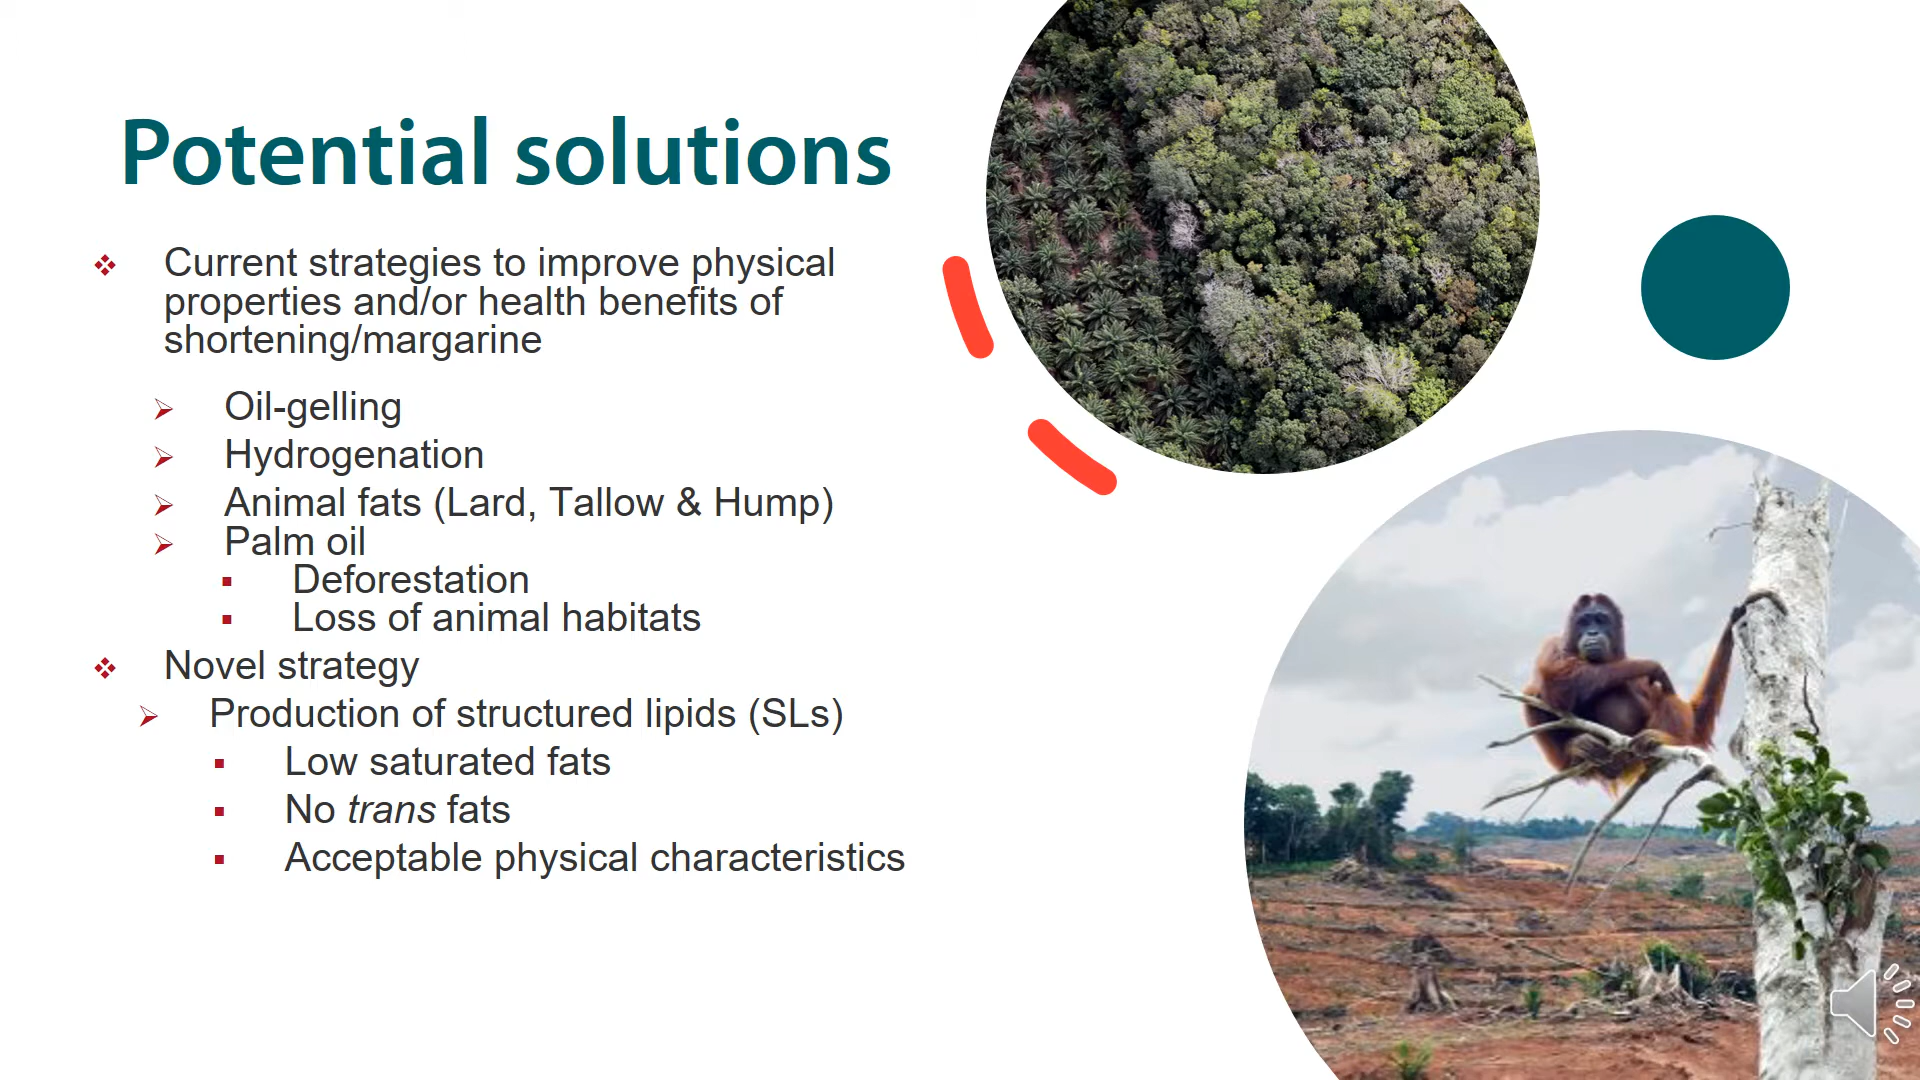 Potential solutions
Current strategies to improve physical
properties and/or health benefits of
shortening/margarine
Oil-gelling
Hydrogenation
Animal fats (Lard, Tallow & Hump)
Palm oil
Deforestation
Loss of animal habitats
Novel strategy
Production of structured lipids (SLs)
Low saturated fats
No trans fats
Acceptable physical characteristics